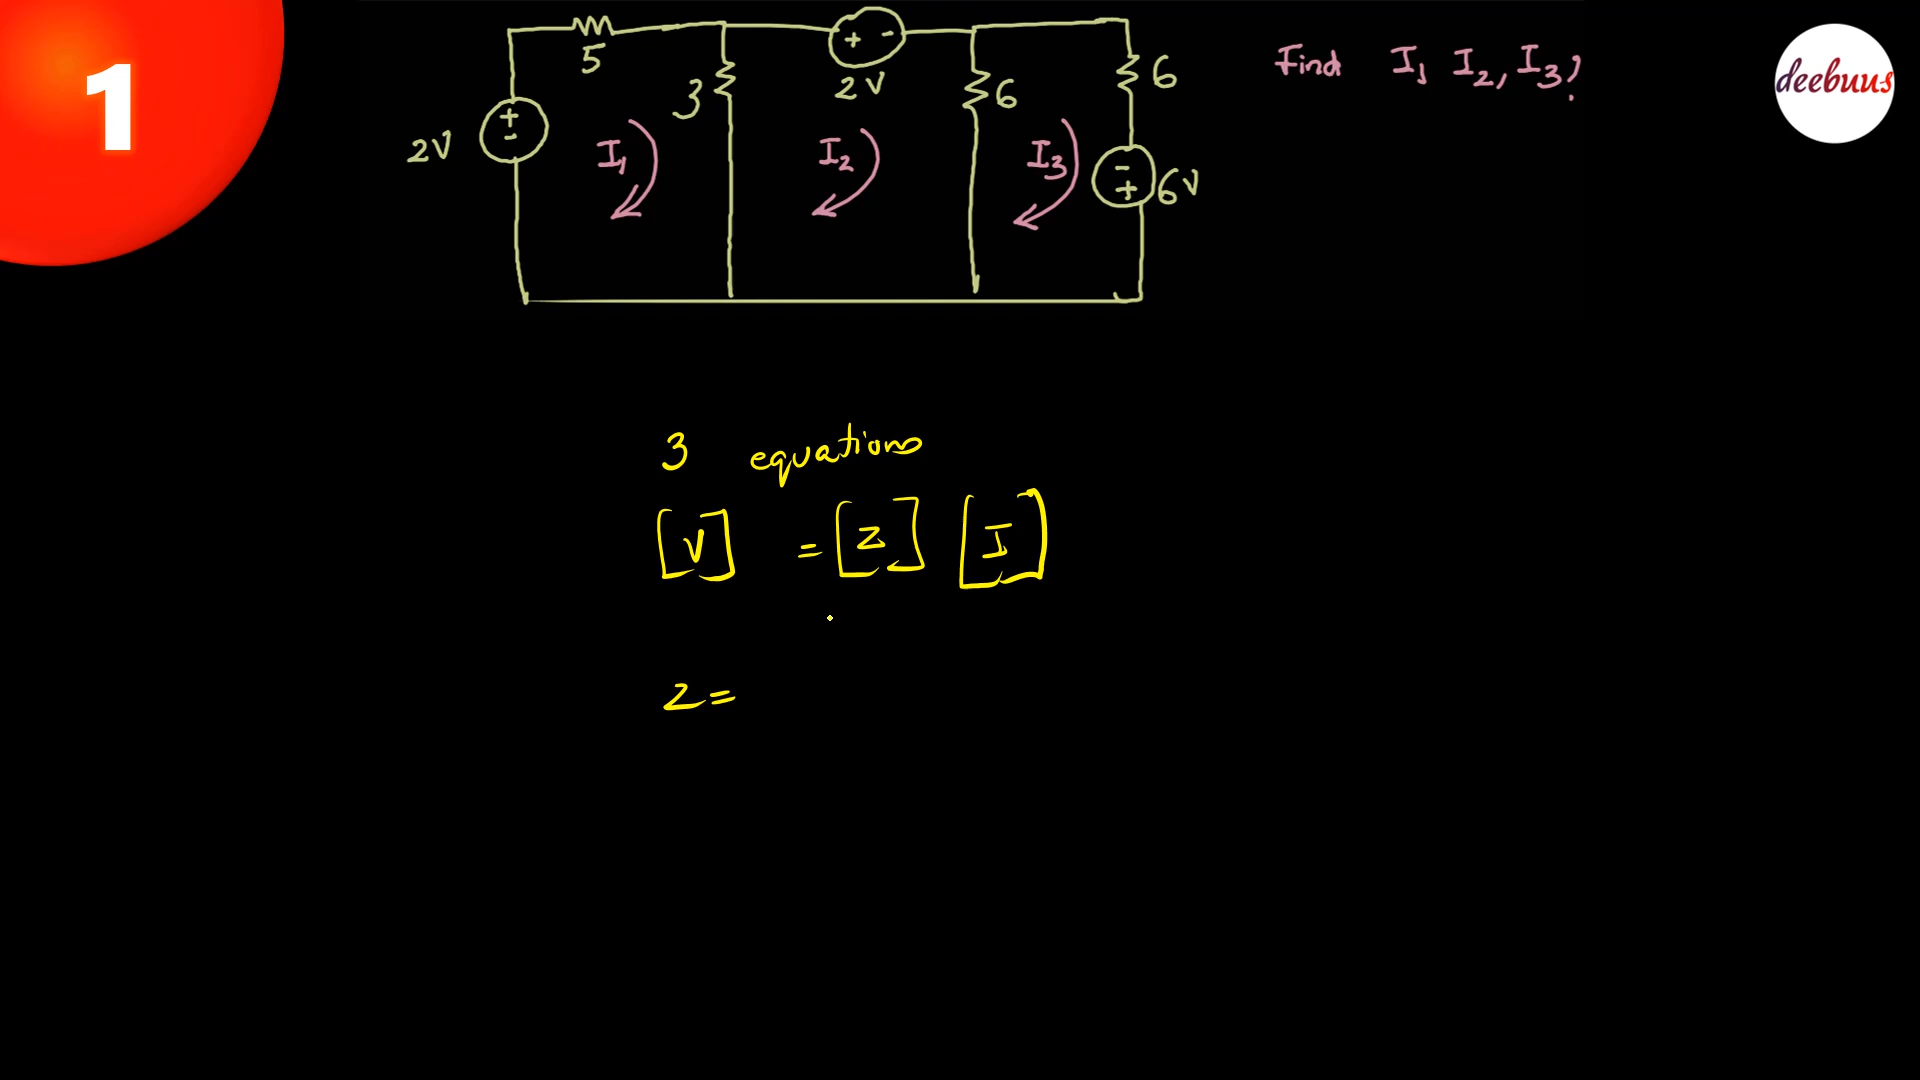 1
5
+ -
2V
3
6
6
+
-
2V
I1
I2
I3
-
+
6V
Find I1 I2, I3?
deebuus
3 equations
[V] = [Z] [I]
Z =